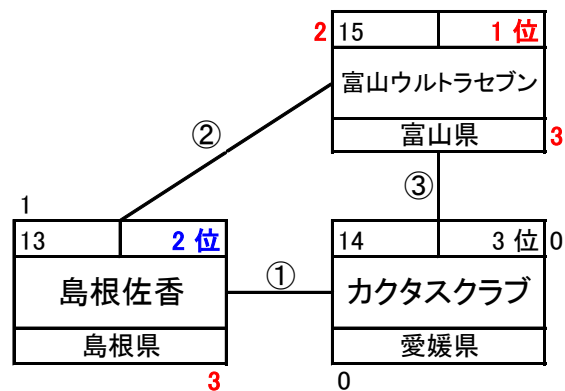 2 15 1 位
富山ウルトラセブン
富山県 3
②
③
1
13 2 位
島根佐香
島根県
3
①
14 3 位 0
カクタスクラブ
愛媛県
0